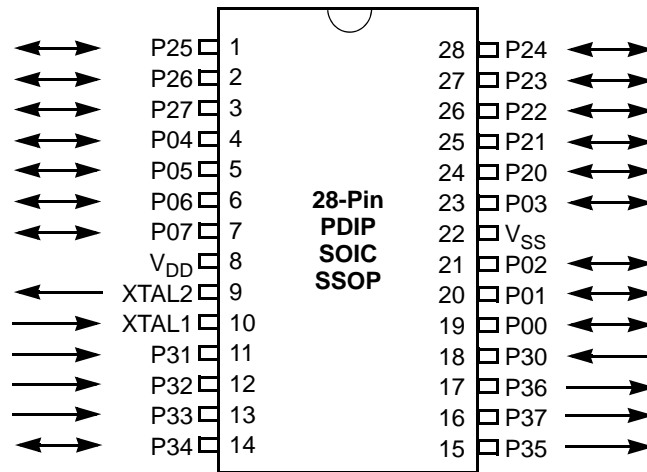 P25 1 28 P24
P26 2 27 P23
P27 3 26 P22
P04 4 25 P21
P05 5 24 P20
P06 6 28-Pin 23 P03
P07 7 PDIP 22 VSS
VDD 8 SOIC 21 P02
XTAL2 9 SSOP 20 P01
XTAL1 10 19 P00
P31 11 18 P30
P32 12 17 P36
P33 13 16 P37
P34 14 15 P35